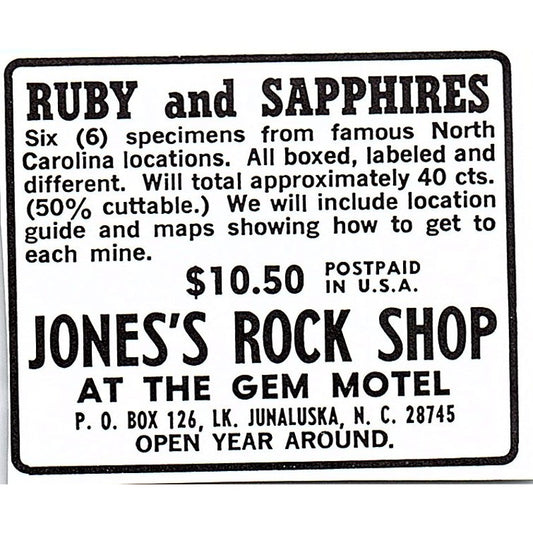 RUBY and SAPPHIRES
Six (6) specimens from famous North
Carolina locations. All boxed, labeled and
different. Will total approximately 40 cts.
(50% cuttable.) We will include location
guide and maps showing how to get to
each mine.
$10.50 POSTPAID IN U.S.A.
JONES'S ROCK SHOP
AT THE GEM MOTEL
P. O. BOX 126, LK. JUNALUSKA, N. C. 28745
OPEN YEAR AROUND.